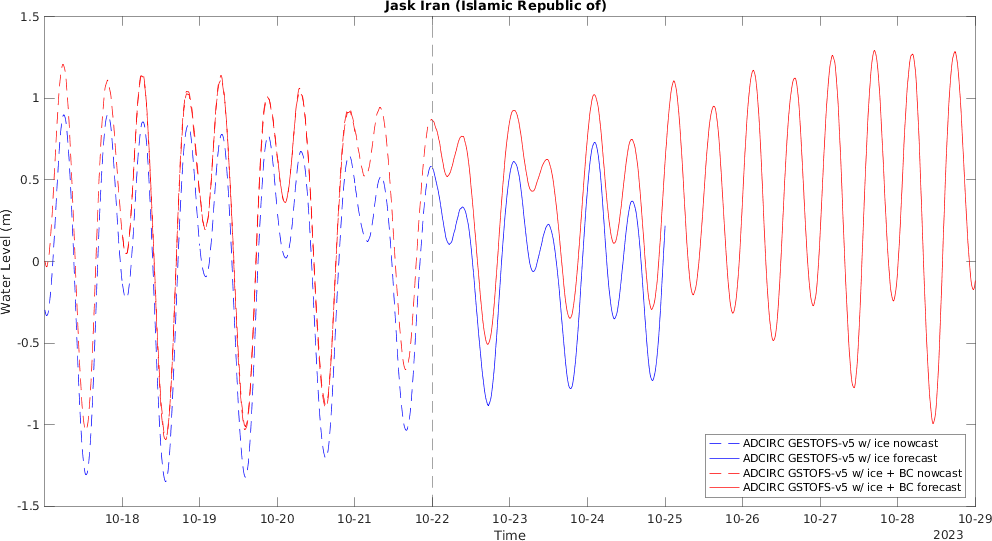 Jask Iran (Islamic Republic of)
Water Level (m)
1.5
1
0.5
0
-0.5
-1
-1.5
10-18
10-19
10-20
10-21
10-22
10-23
10-24
10-25
10-26
10-27
10-28
10-29
Time
2023
ADCIRC GESTOFS-v5 w/ ice nowcast
ADCIRC GESTOFS-v5 w/ ice forecast
ADCIRC GSTOFS-v5 w/ ice + BC nowcast
ADCIRC GSTOFS-v5 w/ ice + BC forecast